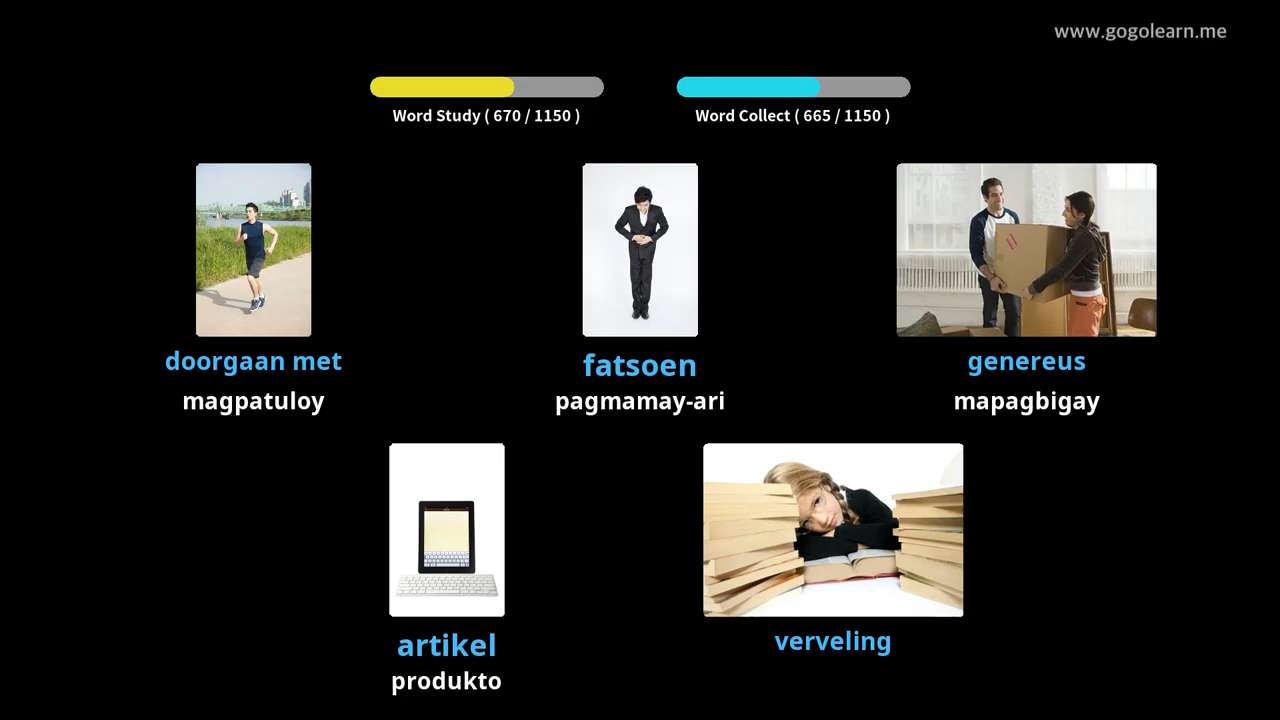 www.gogolearn.me
Word Study ( 670 / 1150 )
Word Collect ( 665 / 1150 )
doorgaan met
magpatuloy
fatsoen
pagmamay-ari
genereus
mapagbigay
artikel
produkto
verveling